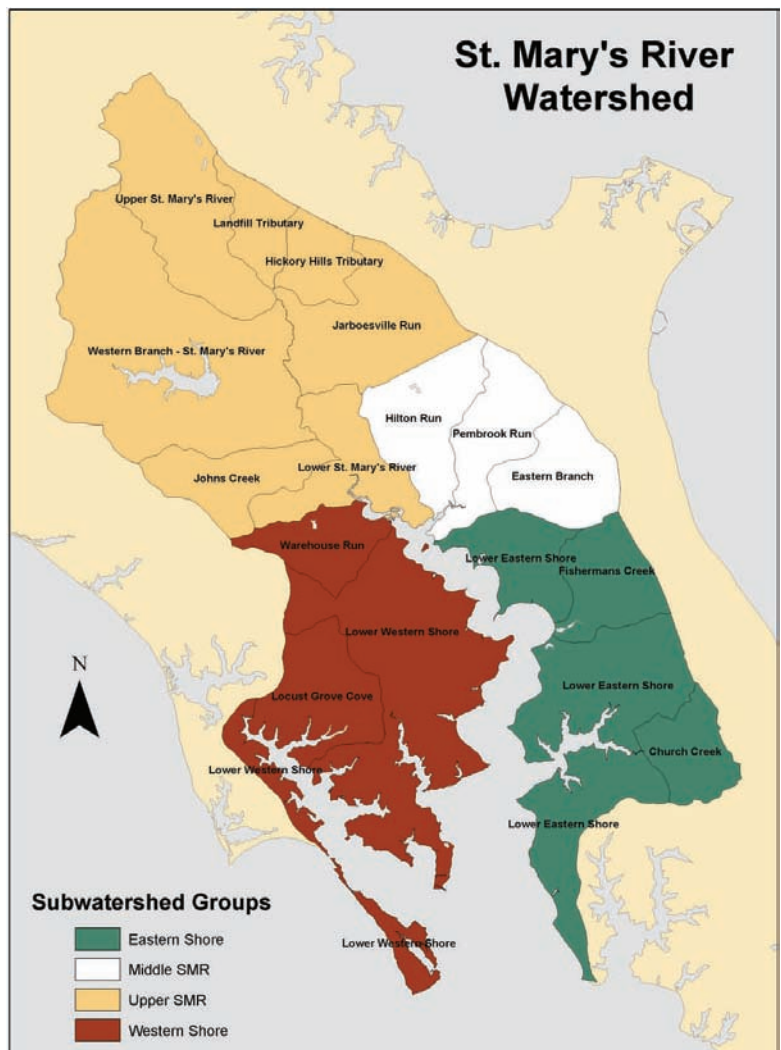 St. Mary's River
Watershed
Upper St. Mary's River
Landfill Tributary
Hickory Hills Tributary
Jarboesville Run
Western Branch - St. Mary's River
Hilton Run
Pembrook Run
Eastern Branch
Johns Creek
Lower St. Mary's River
Warehouse Run
Lower Eastern Shore
Fishermans Creek
Lower Western Shore
Lower Eastern Shore
Locust Grove Cove
Church Creek
Lower Western Shore
Lower Eastern Shore
Lower Western Shore
N
Subwatershed Groups
Eastern Shore
Middle SMR
Upper SMR
Western Shore